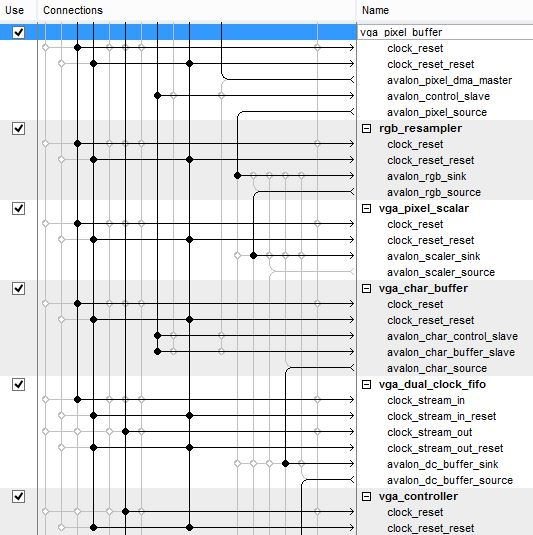 Use Connections Name
vga_pixel_buffer
clock_reset
clock_reset_reset
avalon_pixel_dma_master
avalon_control_slave
avalon_pixel_source
rgb_resampler
clock_reset
clock_reset_reset
avalon_rgb_sink
avalon_rgb_source
vga_pixel_scalar
clock_reset
clock_reset_reset
avalon_scaler_sink
avalon_scaler_source
vga_char_buffer
clock_reset
clock_reset_reset
avalon_char_control_slave
avalon_char_buffer_slave
avalon_char_source
vga_dual_clock_fifo
clock_stream_in
clock_stream_in_reset
clock_stream_out
clock_stream_out_reset
avalon_dc_buffer_sink
avalon_dc_buffer_source
vga_controller
clock_reset
clock_reset_reset